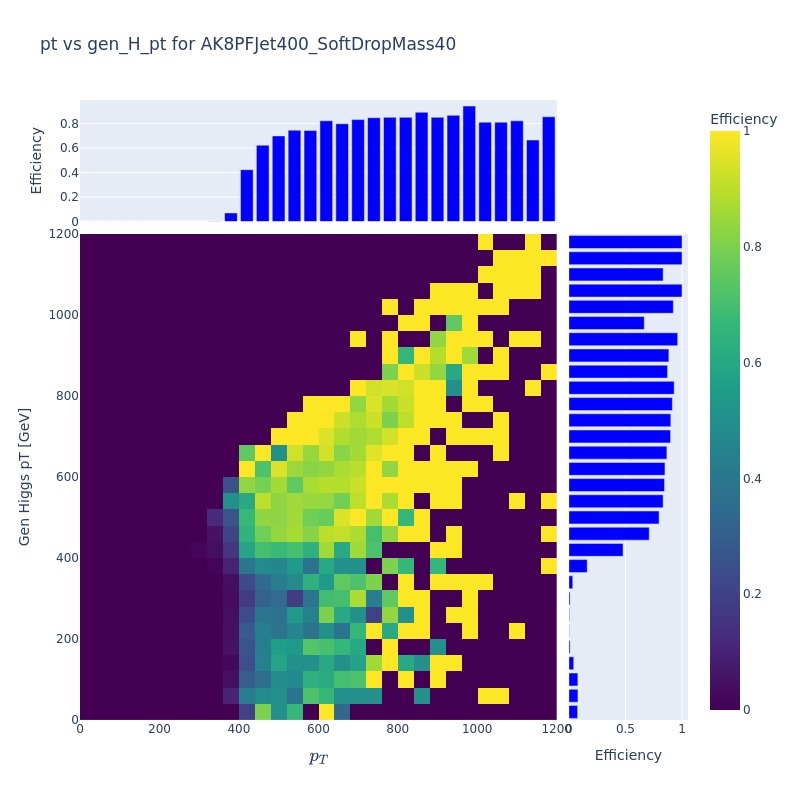 pt vs gen_H_pt for AK8PFJet400_SoftDropMass40
Efficiency
0.8
0.6
0.4
0.2
0
Efficiency
1
0.8
0.6
0.4
0.2
0
Gen Higgs pT [GeV]
1200
1000
800
600
400
200
0
0 200 400 600 800 1000 1200
p_T
0 0.5 1
Efficiency